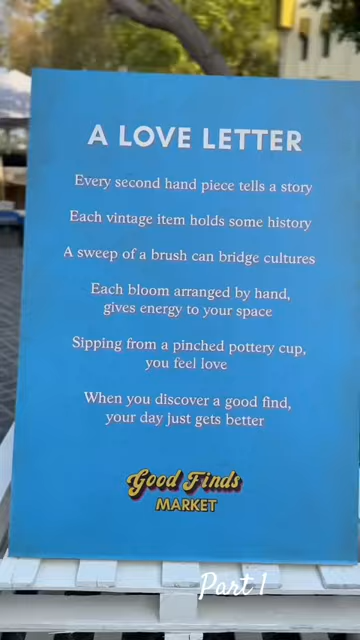 A LOVE LETTER
Every second hand piece tells a story
Each vintage item holds some history
A sweep of a brush can bridge cultures
Each bloom arranged by hand,
gives energy to your space
Sipping from a pinched pottery cup,
you feel love
When you discover a good find,
your day just gets better
Good Finds
MARKET
Part 1